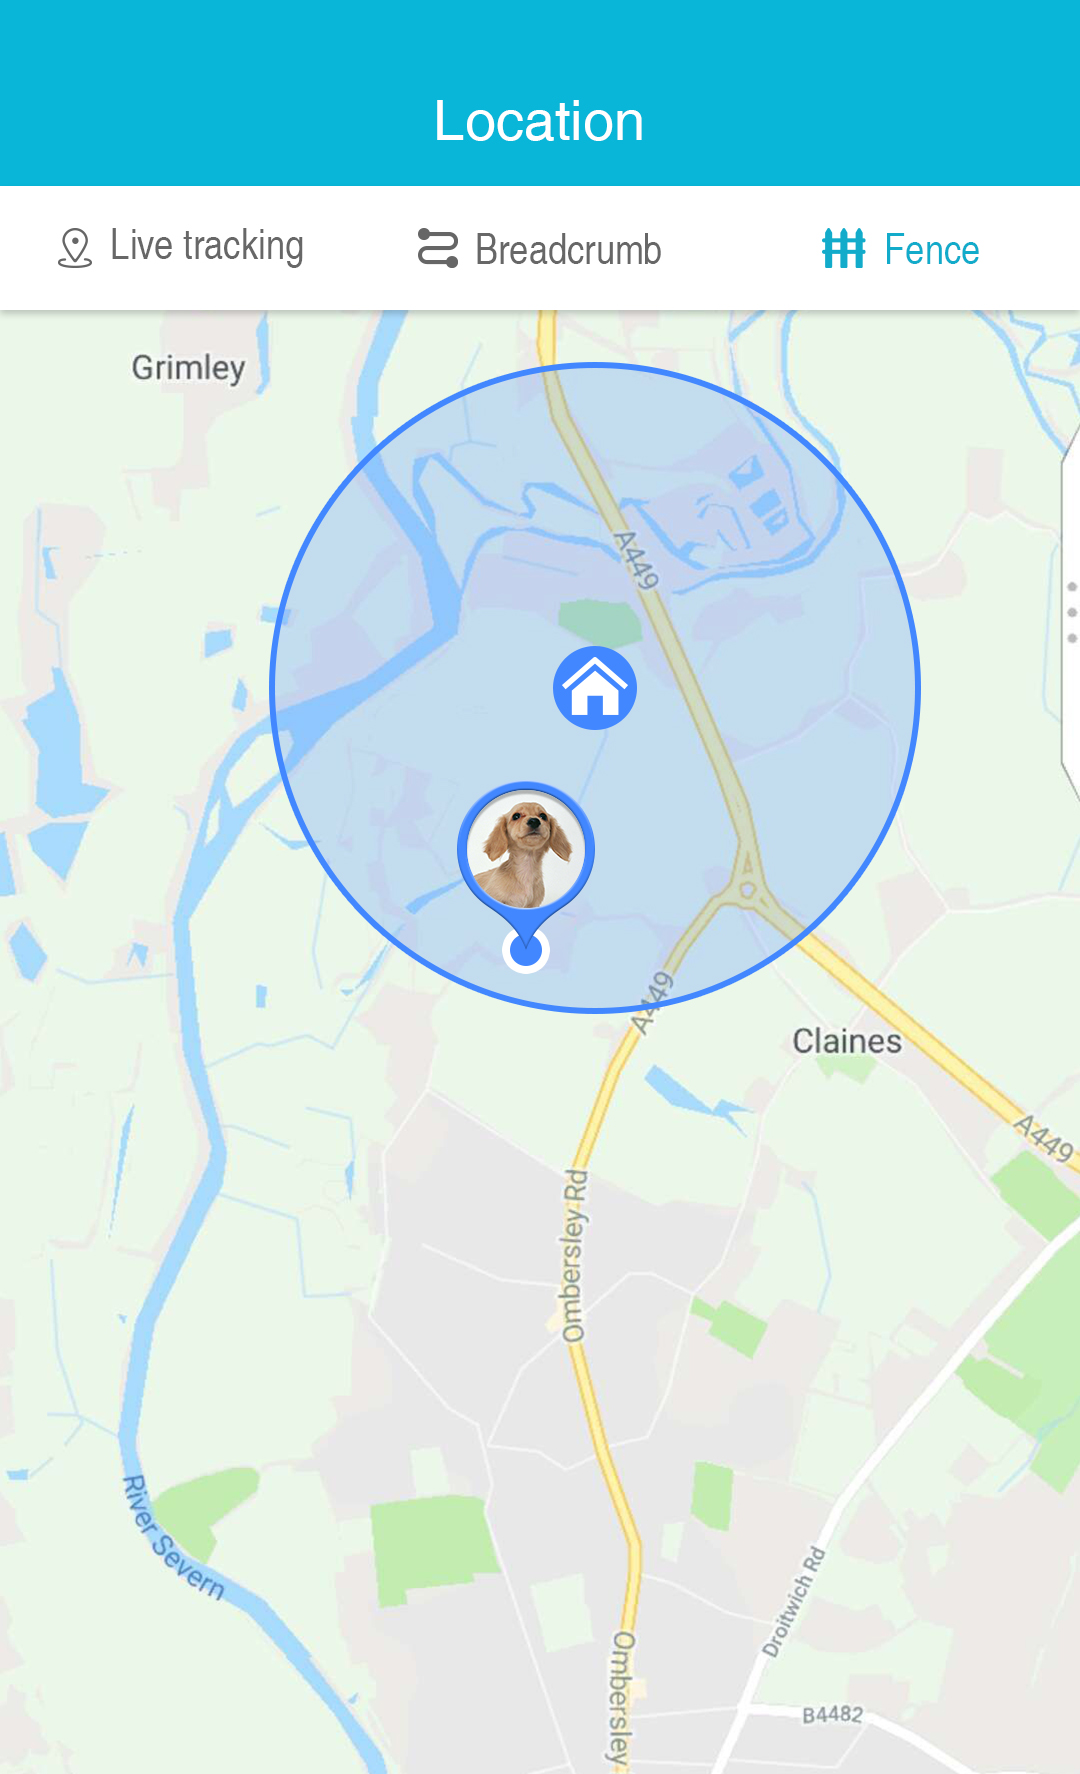 Location
Live tracking
Breadcrumb
Fence
Grimley
A449
A449
Claines
A449
Ombersley Rd
River Severn
Droitwich Rd
Ombersley
B4482